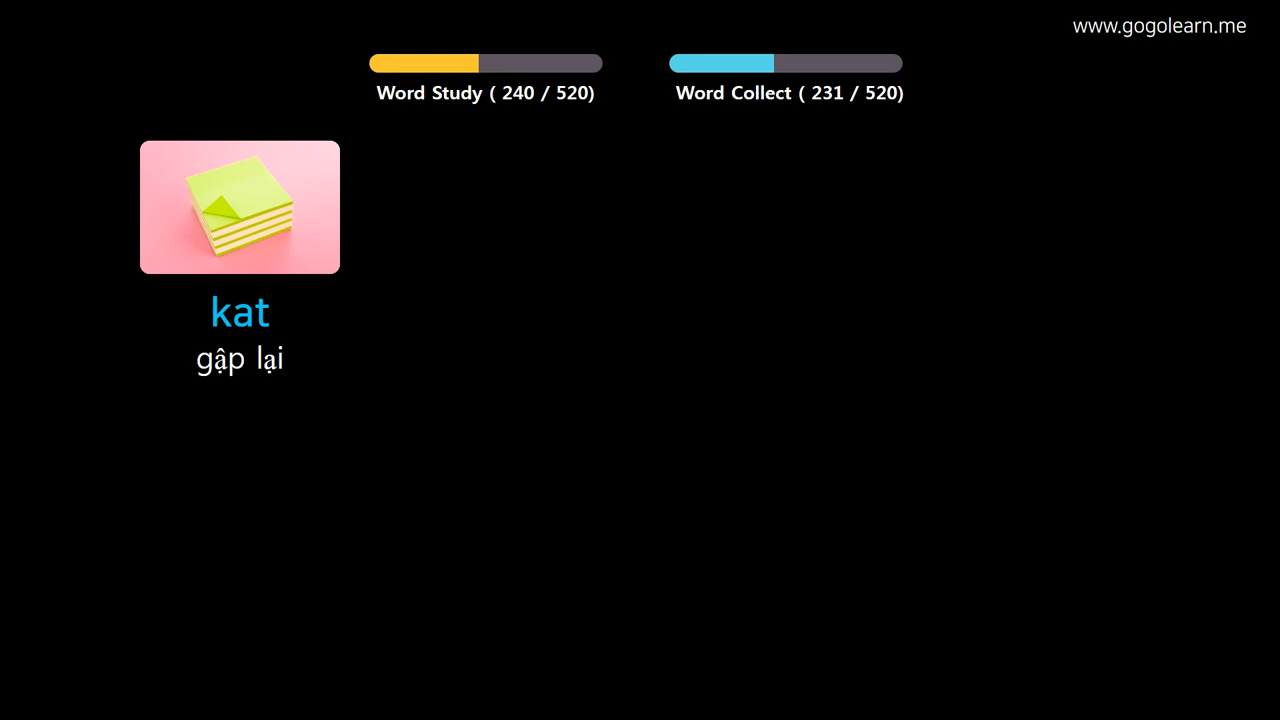 www.gogolearn.me
Word Study ( 240 / 520)
Word Collect ( 231 / 520)
kat
gập lại